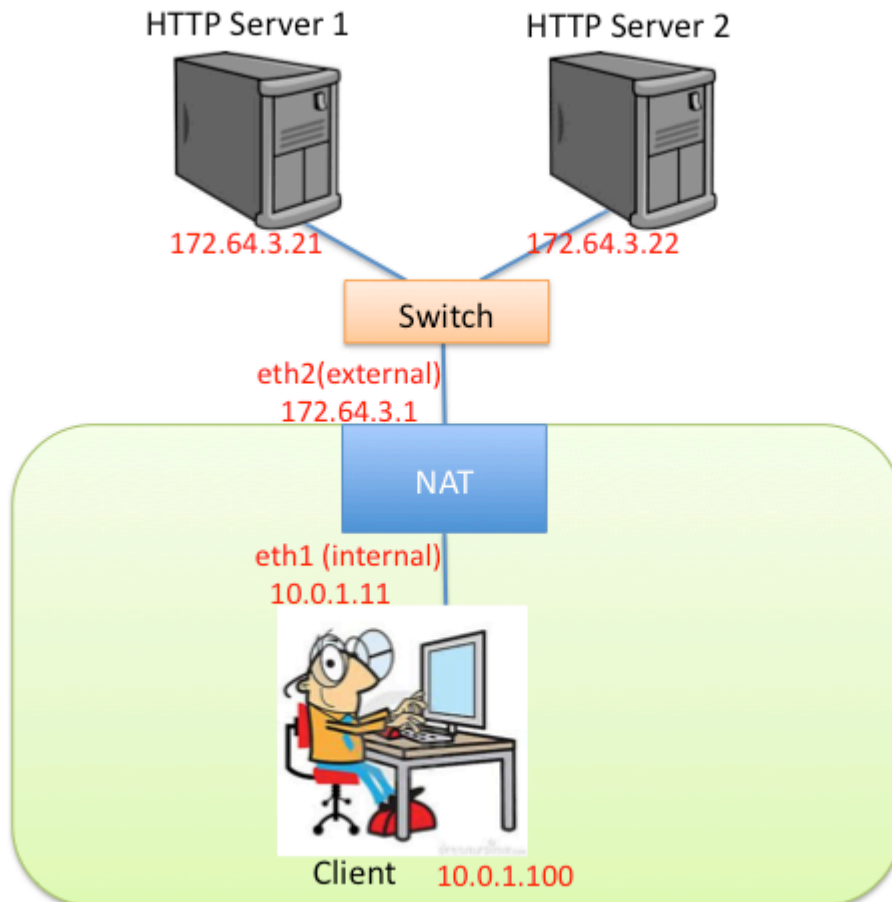 HTTP Server 1
HTTP Server 2
172.64.3.21
172.64.3.22
Switch
eth2(external)
172.64.3.1
NAT
eth1 (internal)
10.0.1.11
Client
10.0.1.100